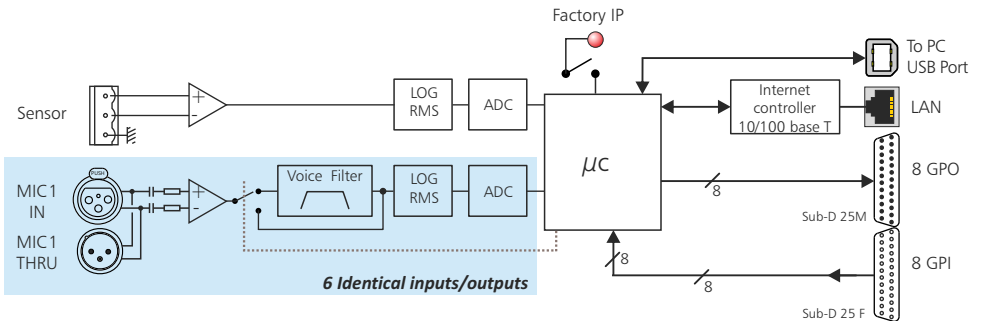 Factory IP
To PC
USB Port
Sensor
+
−
LOG
RMS
ADC
Internet
controller
10/100 base T
LAN
μc
PUSH
MIC1
IN
+
-
Voice Filter
LOG
RMS
ADC
8
8 GPO
Sub-D 25M
MIC1
THRU
8
8
8 GPI
6 Identical inputs/outputs
Sub-D 25 F